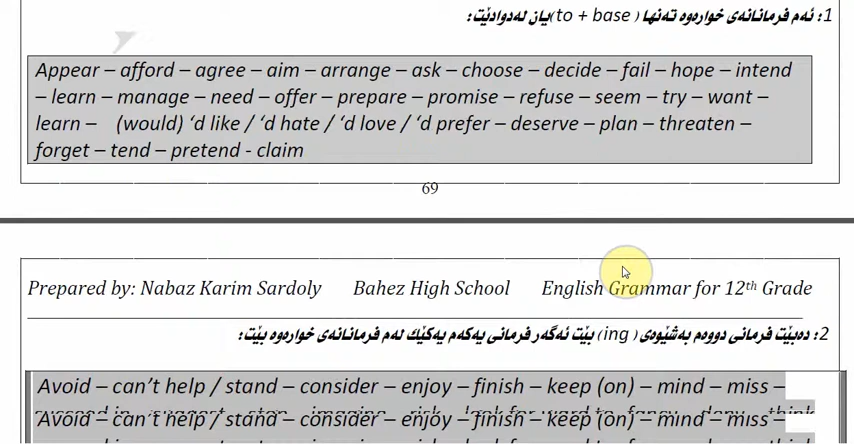 1: ئەم فرمانانەی خوارەوە تەنها (to + base) یان لەدوادێت:
Appear – afford – agree – aim – arrange – ask – choose – decide – fail – hope – intend
– learn – manage – need – offer – prepare – promise – refuse – seem – try – want –
learn – (would) ‘d like / ‘d hate / ‘d love / ‘d prefer – deserve – plan – threaten –
forget – tend – pretend - claim
69
Prepared by: Nabaz Karim Sardoly Bahez High School English Grammar for 12th Grade
2: دەبێت فرمانی دووەم بەشێوەی (ing) بێت ئەگەر فرمانی یەکەم یەکێك لەم فرمانانەی خوارەوە بێت:
Avoid – can’t help / stand – consider – enjoy – finish – keep (on) – mind – miss –
Avoid – can’t help / stand – consider – enjoy – finish – keep (on) – mind – miss –